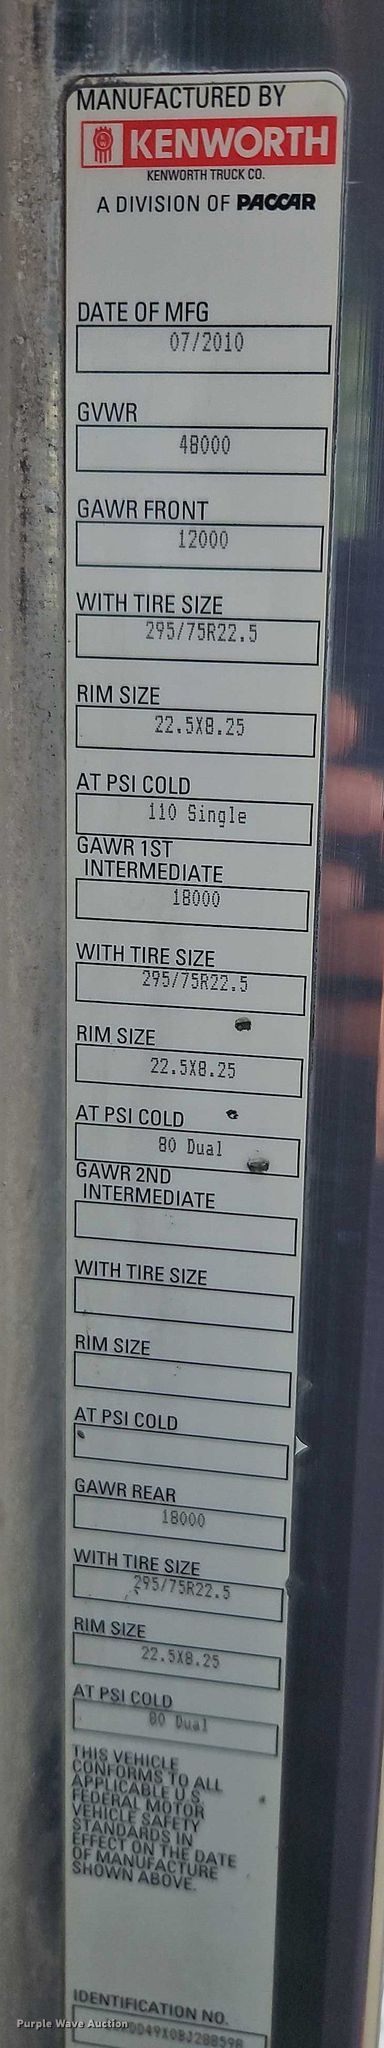 MANUFACTURED BY
KENWORTH
KENWORTH TRUCK CO.
A DIVISION OF PACCAR
DATE OF MFG
07/2010
GVWR
48000
GAWR FRONT
12000
WITH TIRE SIZE
295/75R22.5
RIM SIZE
22.5X8.25
AT PSI COLD
110 Single
GAWR 1ST
INTERMEDIATE
18000
WITH TIRE SIZE
295/75R22.5
RIM SIZE
22.5X8.25
AT PSI COLD
80 Dual
GAWR 2ND
INTERMEDIATE
WITH TIRE SIZE
RIM SIZE
AT PSI COLD
GAWR REAR
18000
WITH TIRE SIZE
295/75R22.5
RIM SIZE
22.5X8.25
AT PSI COLD
80 Dual
THIS VEHICLE
CONFORMS TO ALL
APPLICABLE U.S.
FEDERAL MOTOR
VEHICLE SAFETY
STANDARDS IN
EFFECT ON THE DATE
OF MANUFACTURE
SHOWN ABOVE.
IDENTIFICATION NO.
Purple Wave Auction